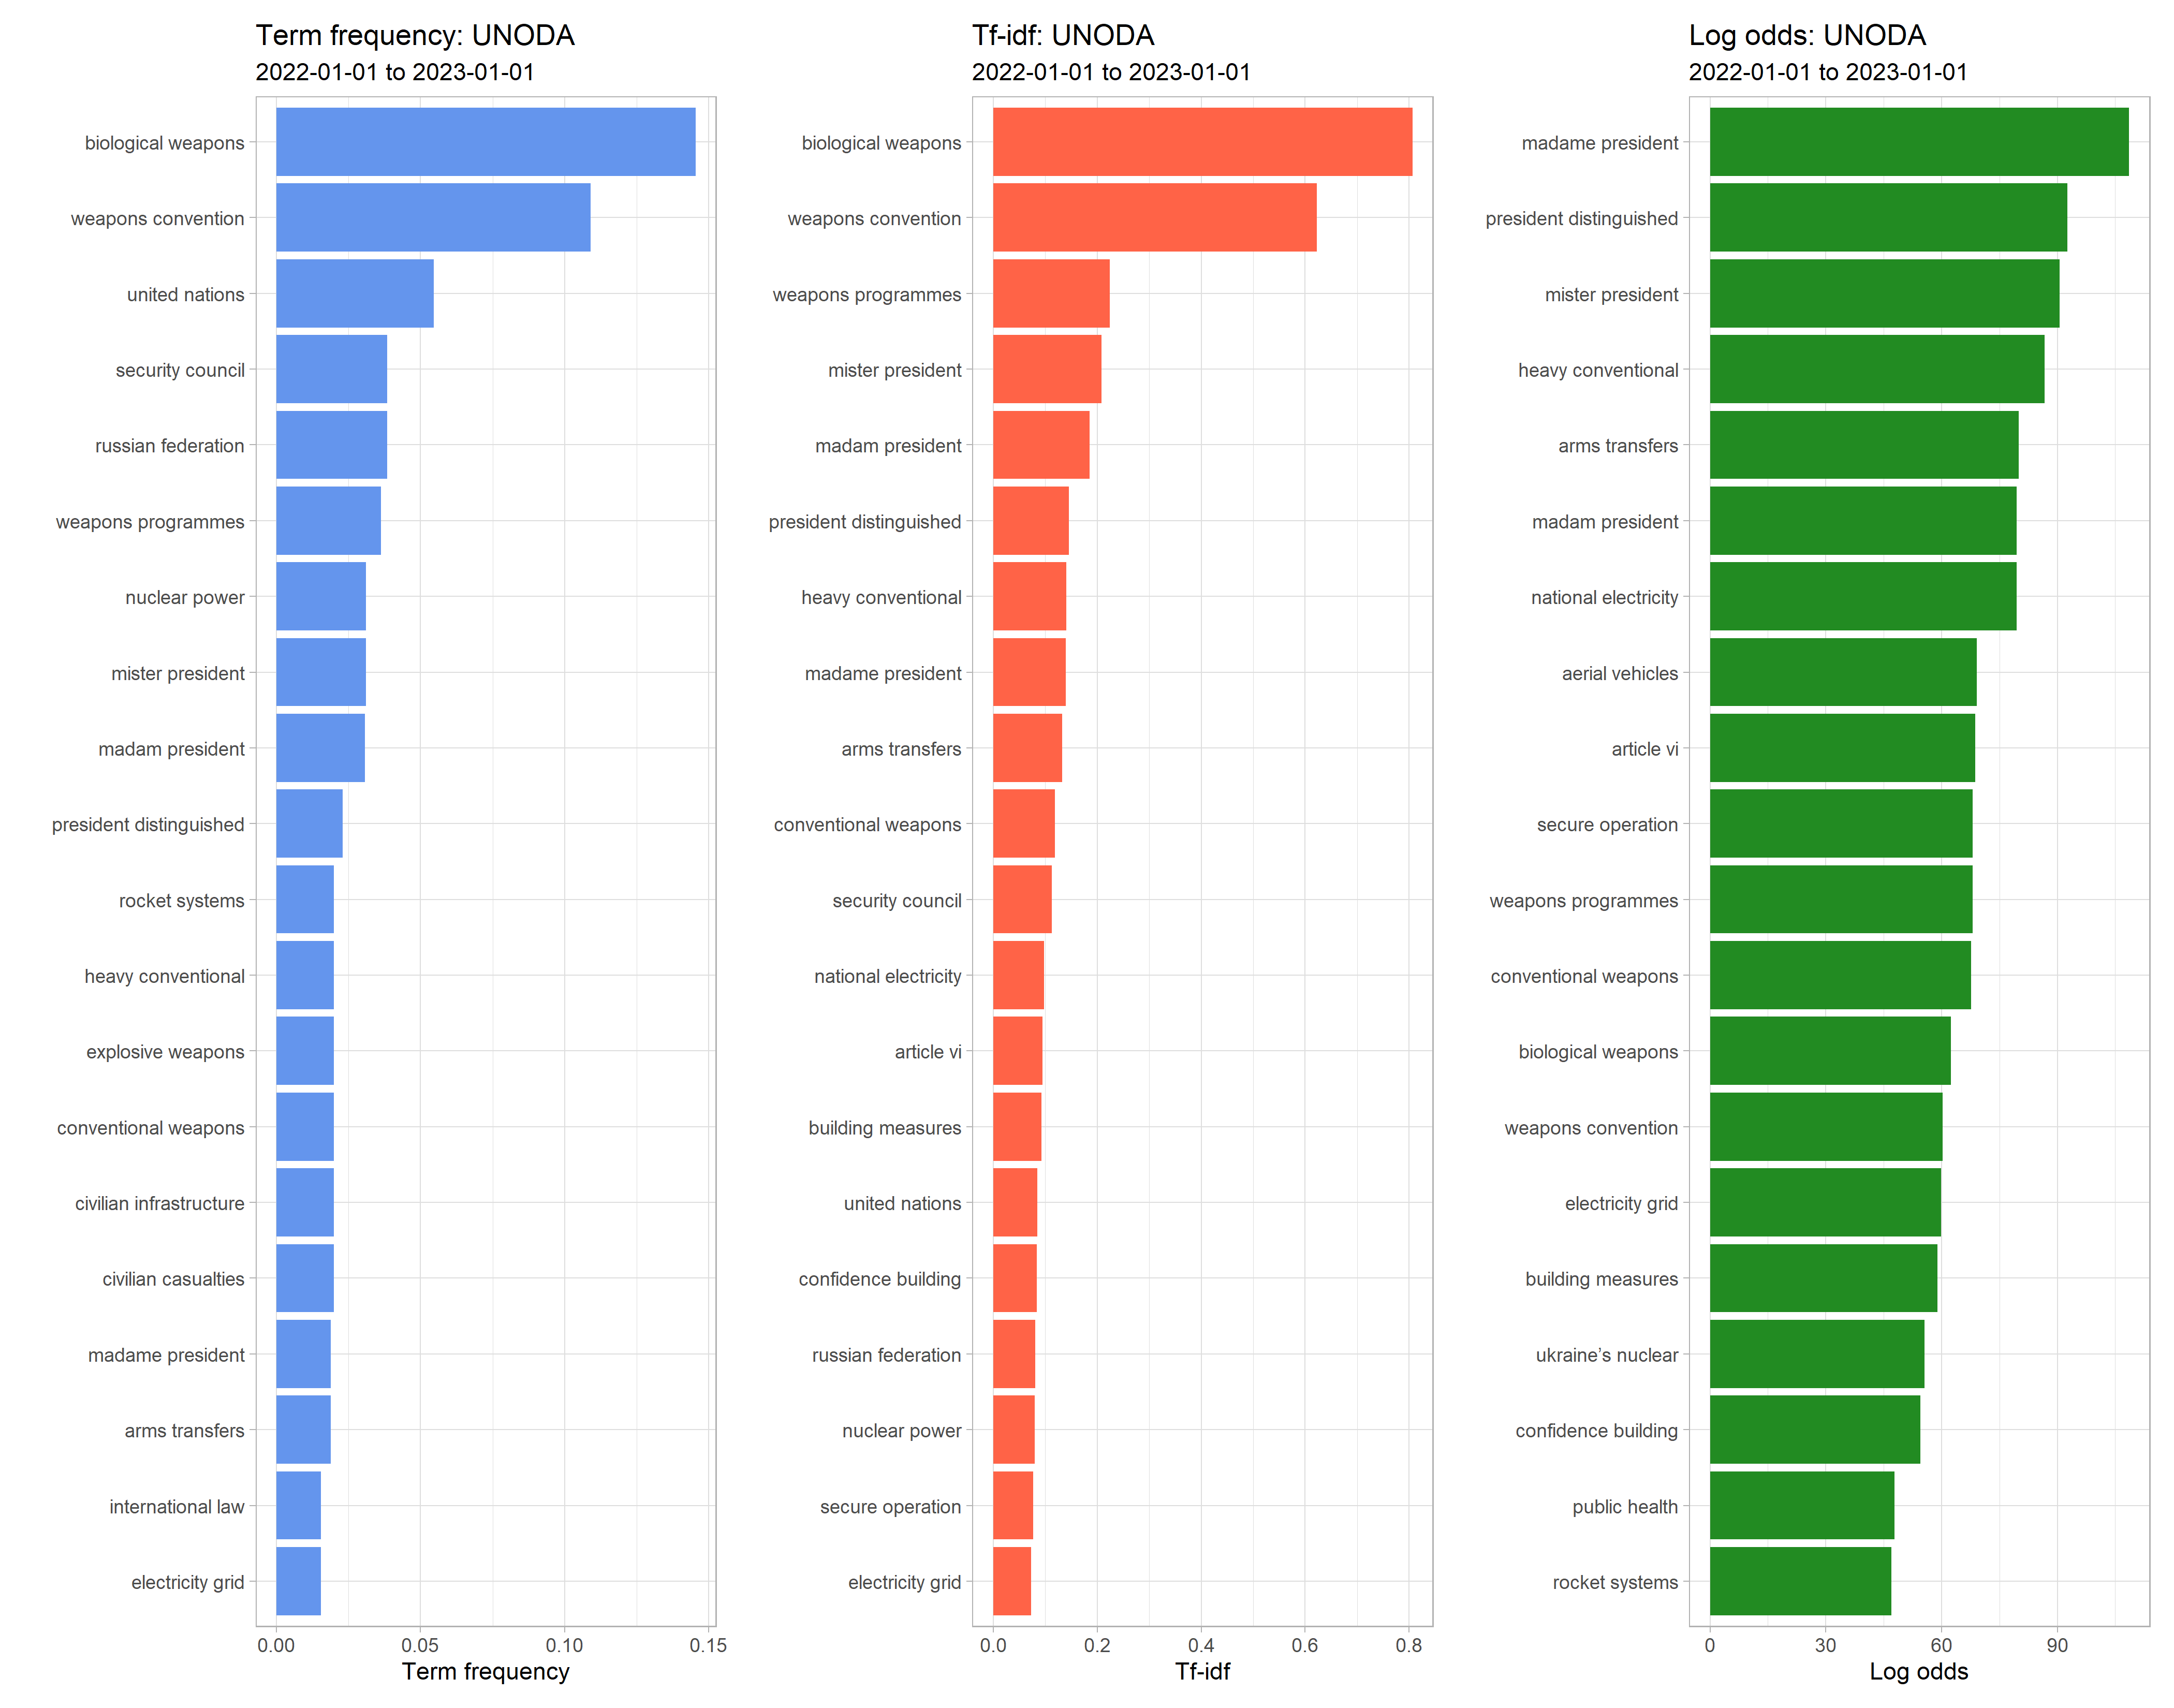 Term frequency: UNODA
2022-01-01 to 2023-01-01
biological weapons
weapons convention
united nations
security council
russian federation
weapons programmes
nuclear power
mister president
madam president
president distinguished
rocket systems
heavy conventional
explosive weapons
conventional weapons
civilian infrastructure
civilian casualties
madame president
arms transfers
international law
electricity grid
0.00 0.05 0.10 0.15
Term frequency
Tf-idf: UNODA
2022-01-01 to 2023-01-01
biological weapons
weapons convention
weapons programmes
mister president
madam president
president distinguished
heavy conventional
madame president
arms transfers
conventional weapons
security council
national electricity
article vi
building measures
united nations
confidence building
russian federation
nuclear power
secure operation
electricity grid
0.0 0.2 0.4 0.6 0.8
Tf-idf
Log odds: UNODA
2022-01-01 to 2023-01-01
madame president
president distinguished
mister president
heavy conventional
arms transfers
madam president
national electricity
aerial vehicles
article vi
secure operation
weapons programmes
conventional weapons
biological weapons
weapons convention
electricity grid
building measures
ukraine’s nuclear
confidence building
public health
rocket systems
0 30 60 90
Log odds